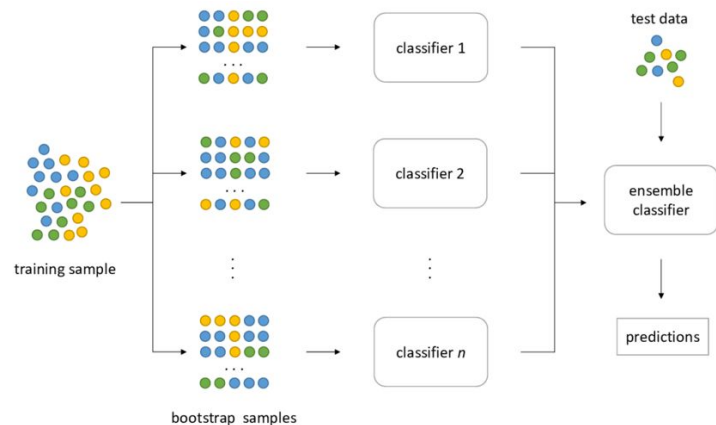 test data
classifier 1
...
classifier 2
...
ensemble
classifier
training sample
classifier n
predictions
...
bootstrap samples